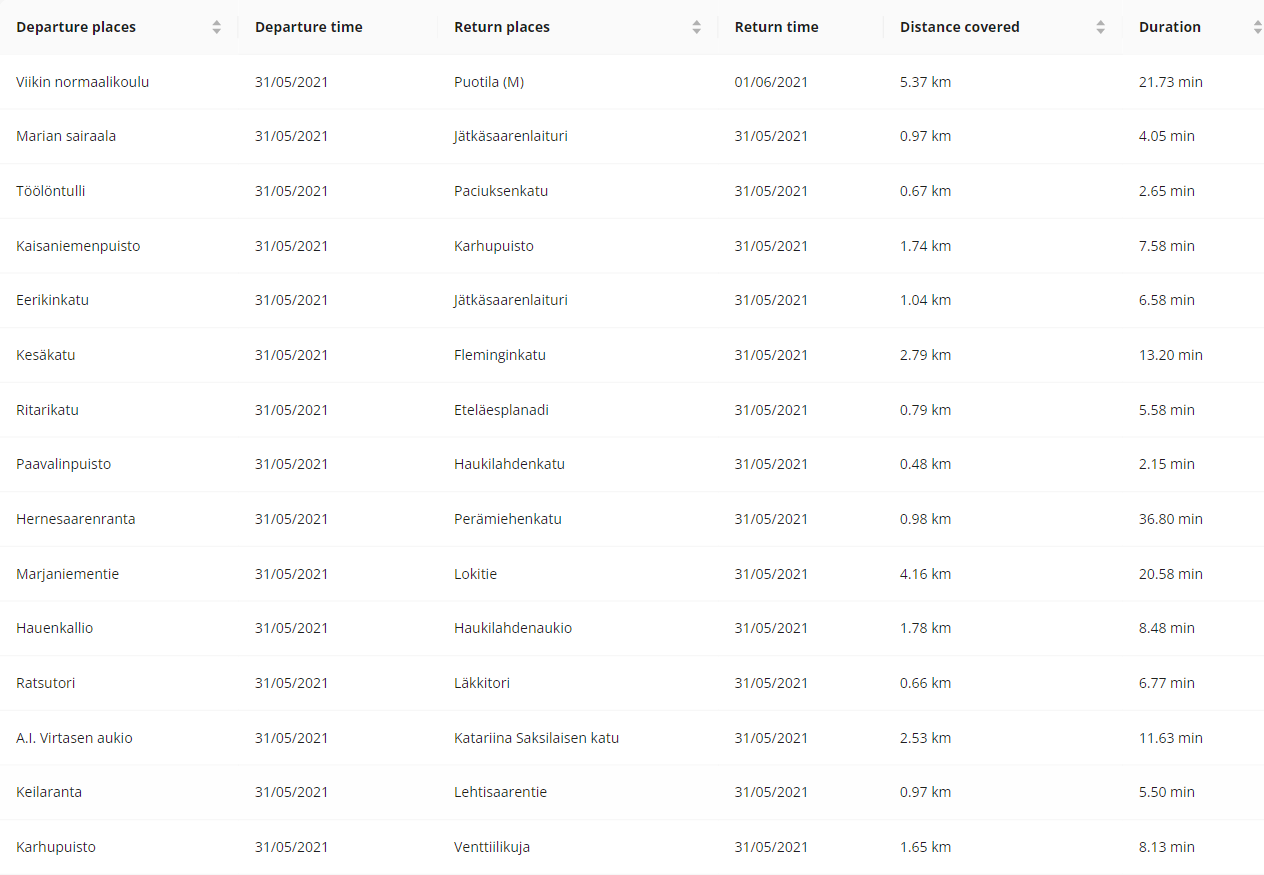 Departure places Departure time Return places Return time Distance covered Duration
Viikin normaalikoulu 31/05/2021 Puotila (M) 01/06/2021 5.37 km 21.73 min
Marian sairaala 31/05/2021 Jätkäsaarenlaituri 31/05/2021 0.97 km 4.05 min
Töölöntulli 31/05/2021 Paciuksenkatu 31/05/2021 0.67 km 2.65 min
Kaisaniemenpuisto 31/05/2021 Karhupuisto 31/05/2021 1.74 km 7.58 min
Eerikinkatu 31/05/2021 Jätkäsaarenlaituri 31/05/2021 1.04 km 6.58 min
Kesäkatu 31/05/2021 Fleminginkatu 31/05/2021 2.79 km 13.20 min
Ritarikatu 31/05/2021 Eteläesplanadi 31/05/2021 0.79 km 5.58 min
Paavalinpuisto 31/05/2021 Haukilahdenkatu 31/05/2021 0.48 km 2.15 min
Hernesaarenranta 31/05/2021 Perämiehenkatu 31/05/2021 0.98 km 36.80 min
Marjaniementie 31/05/2021 Lokitie 31/05/2021 4.16 km 20.58 min
Hauenkallio 31/05/2021 Haukilahdenaukio 31/05/2021 1.78 km 8.48 min
Ratsutori 31/05/2021 Läkkitori 31/05/2021 0.66 km 6.77 min
A.I. Virtasen aukio 31/05/2021 Katariina Saksilaisen katu 31/05/2021 2.53 km 11.63 min
Keilaranta 31/05/2021 Lehtisaarentie 31/05/2021 0.97 km 5.50 min
Karhupuisto 31/05/2021 Venttiilikuja 31/05/2021 1.65 km 8.13 min